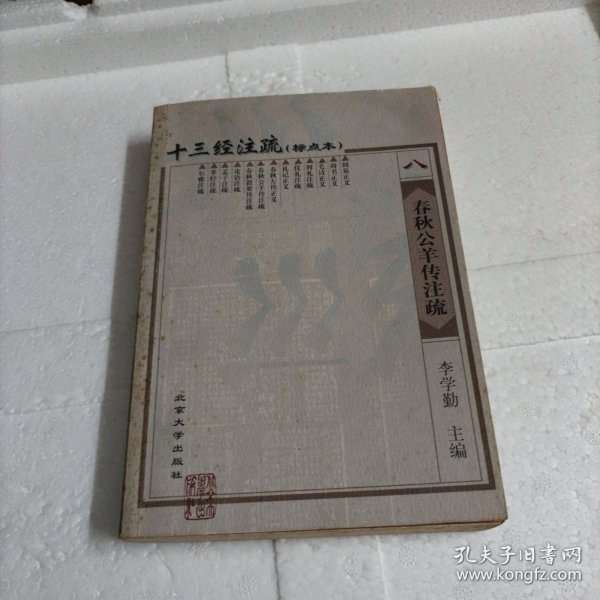 十三经注疏(标点本)
周易正义
尚书正义
毛诗正义
周礼注疏
仪礼注疏
礼记正义
春秋左传正义
春秋公羊传注疏
春秋穀梁传注疏
论语注疏
孝经注疏
尔雅注疏
孟子注疏
八
春秋公羊传注疏
李学勤 主编
北京大学出版社
孔夫子旧书网
www.kongfz.com